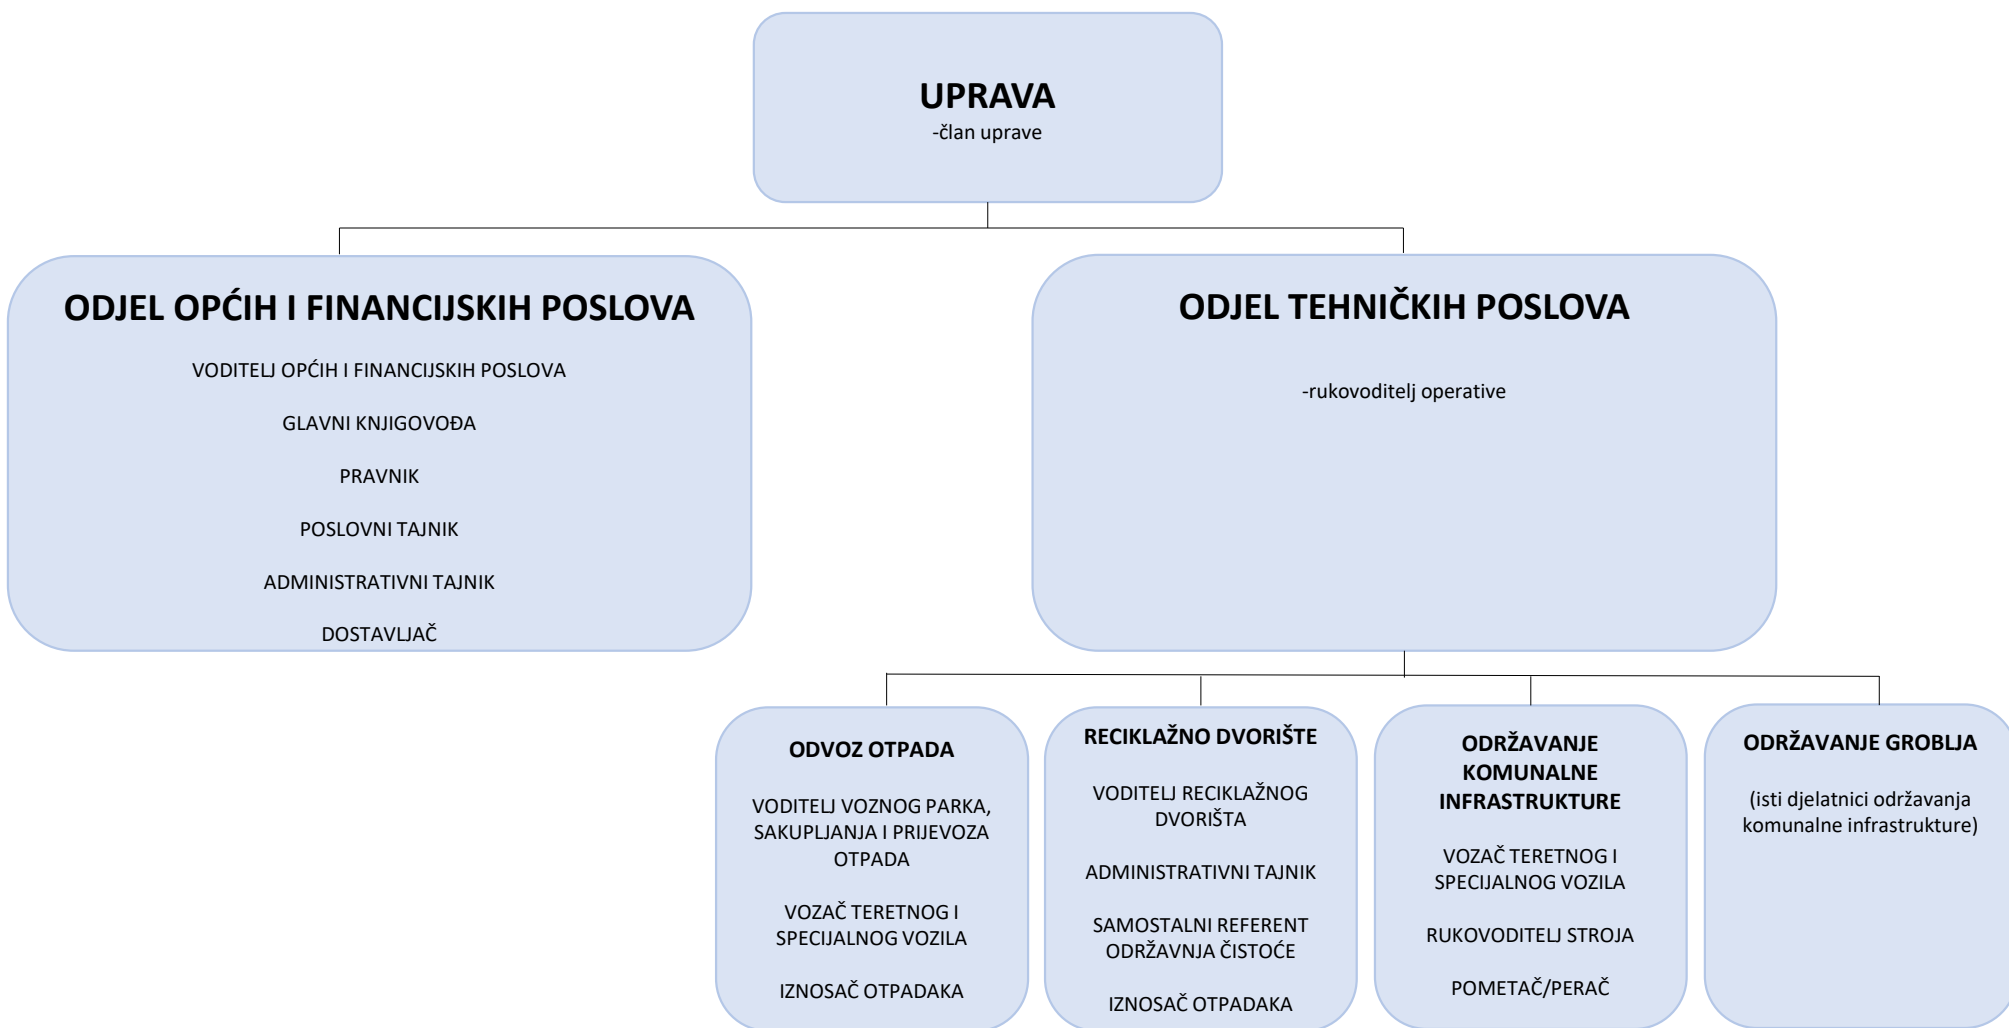 UPRAVA
-član uprave
ODJEL OPĆIH I FINANCIJSKIH POSLOVA
VODITELJ OPĆIH I FINANCIJSKIH POSLOVA
GLAVNI KNJIGOVOĐA
PRAVNIK
POSLOVNI TAJNIK
ADMINISTRATIVNI TAJNIK
DOSTAVLJAČ
ODJEL TEHNIČKIH POSLOVA
-rukovoditelj operative
ODVOZ OTPADA
VODITELJ VOZNOG PARKA,
SAKUPLJANJA I PRIJEVOZA
OTPADA
VOZAČ TERETNOG I
SPECIJALNOG VOZILA
IZNOSAČ OTPADAKA
RECIKLAŽNO DVORIŠTE
VODITELJ RECIKLAŽNOG
DVORIŠTA
ADMINISTRATIVNI TAJNIK
SAMOSTALNI REFERENT
ODRŽAVNJA ČISTOĆE
IZNOSAČ OTPADAKA
ODRŽAVANJE
KOMUNALNE
INFRASTRUKTURE
VOZAČ TERETNOG I
SPECIJALNOG VOZILA
RUKOVODITELJ STROJA
POMETAČ/PERAČ
ODRŽAVANJE GROBLJA
(isti djelatnici održavanja
komunalne infrastrukture)